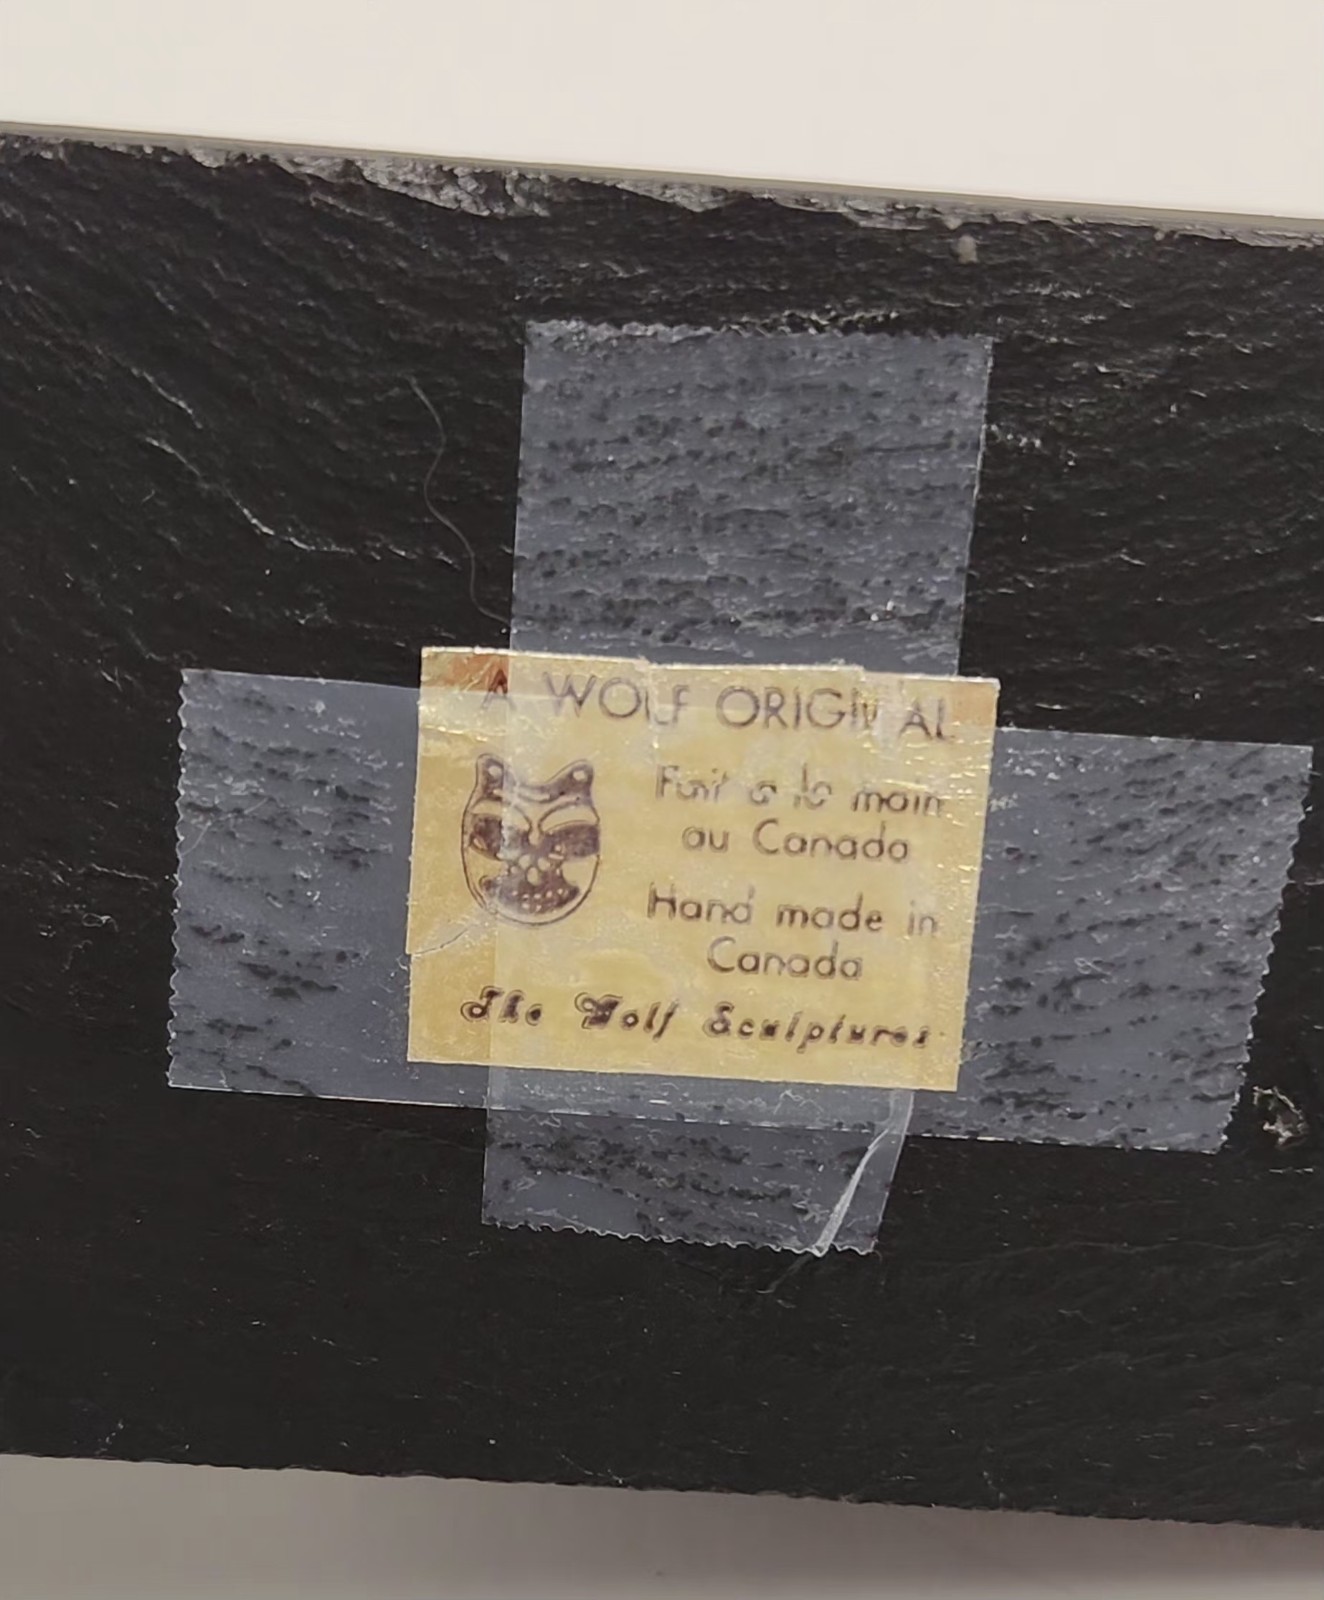 A WOLF ORIGINAL
Fait a la main
au Canada
Hand made in
Canada
The Wolf Sculptures